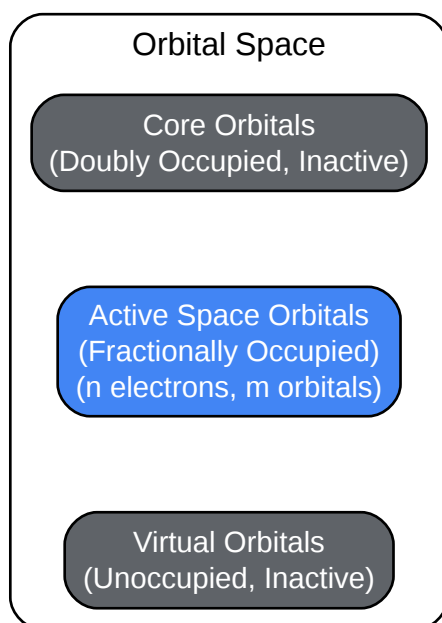 Orbital Space
Core Orbitals
(Doubly Occupied, Inactive)
Active Space Orbitals
(Fractionally Occupied)
(n electrons, m orbitals)
Virtual Orbitals
(Unoccupied, Inactive)